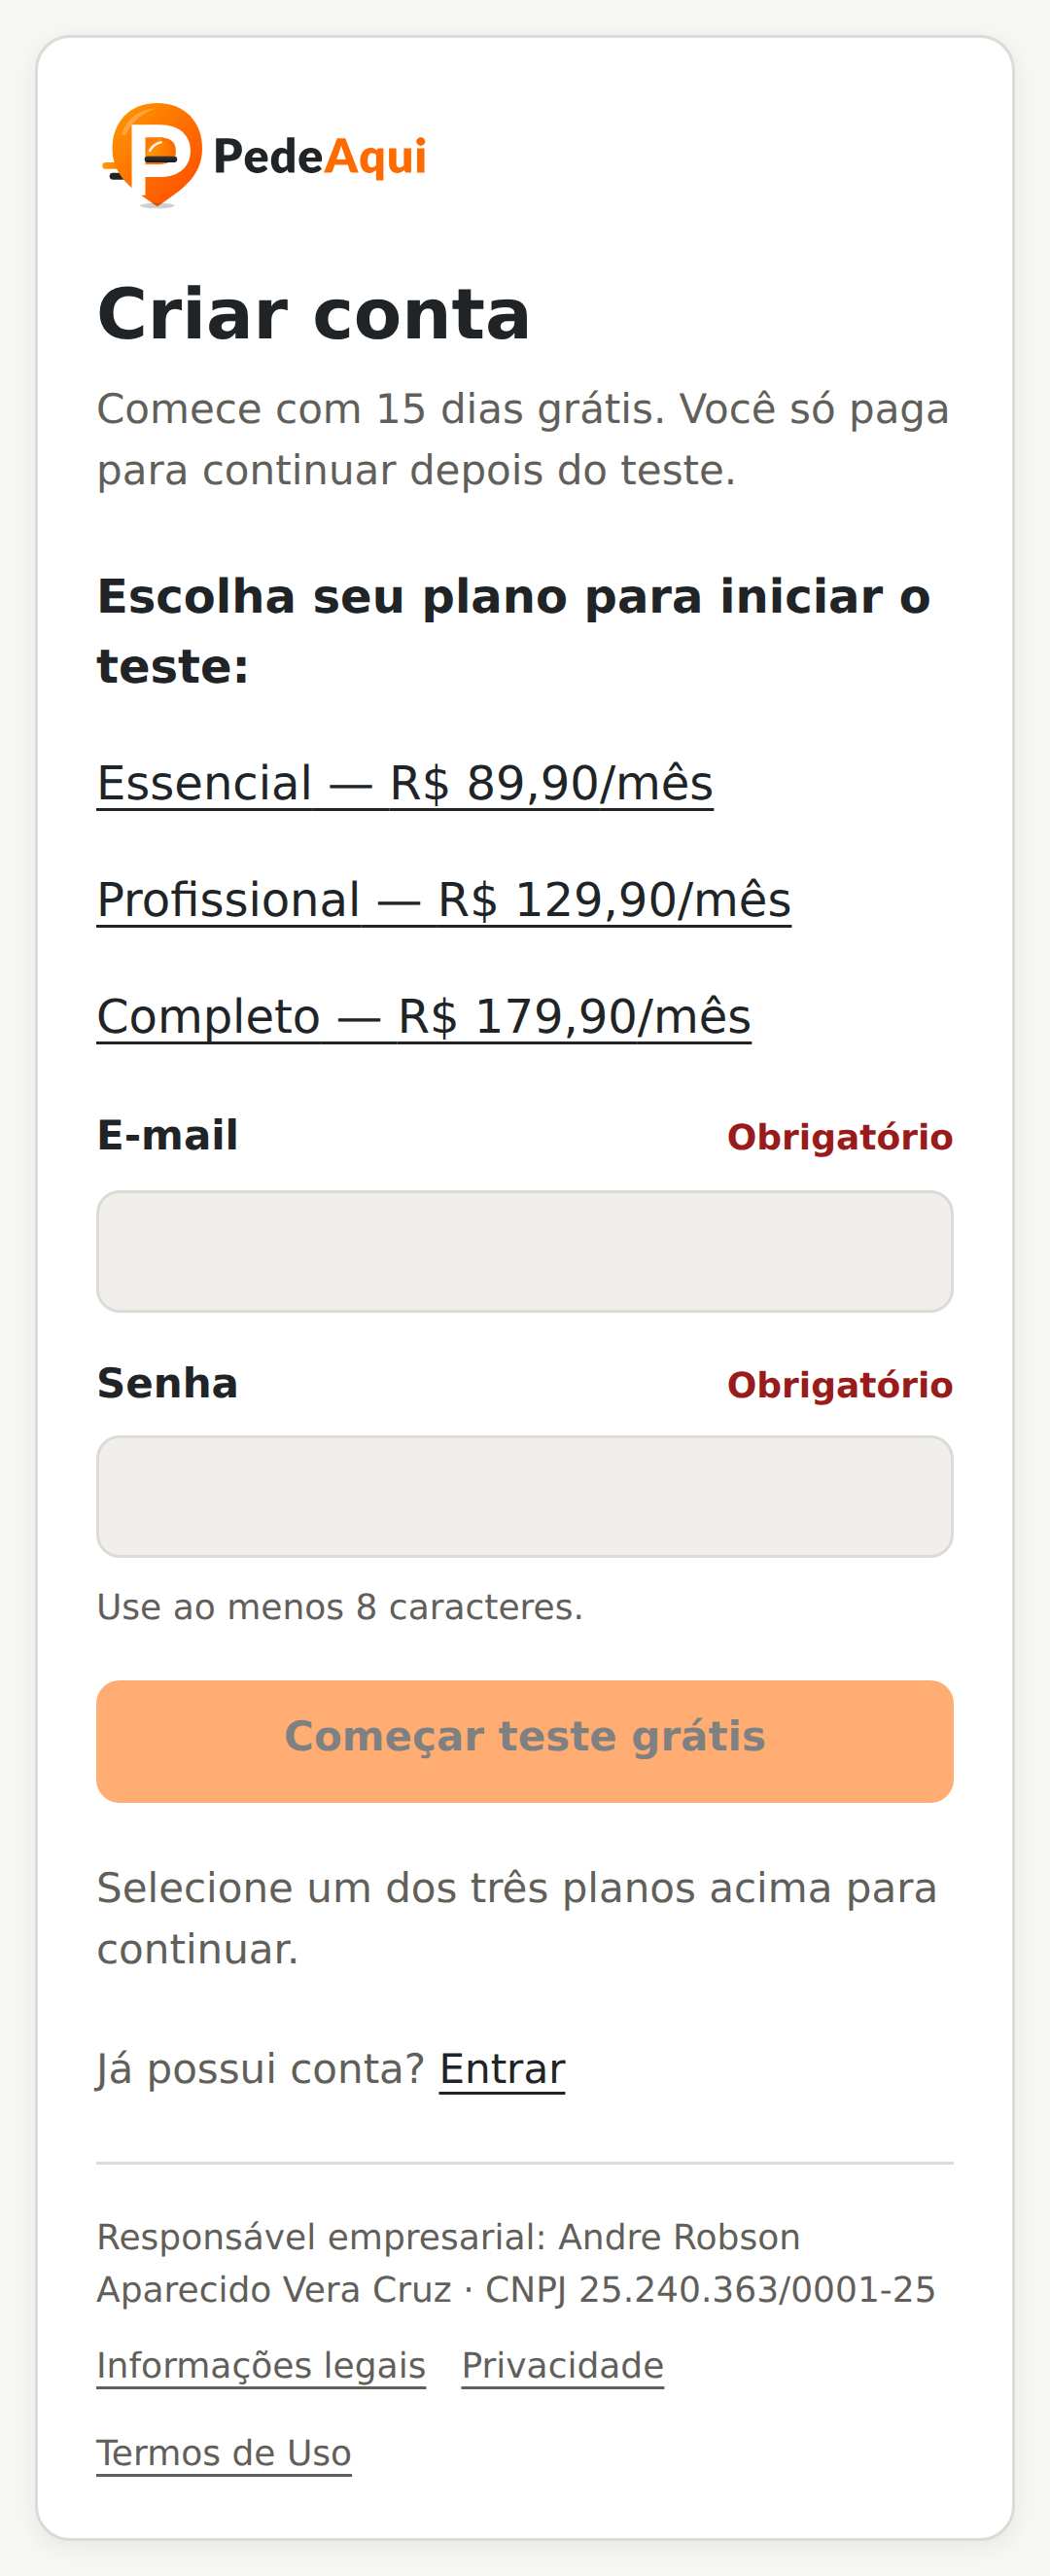 PedeAqui
Criar conta
Comece com 15 dias grátis. Você só paga
para continuar depois do teste.
Escolha seu plano para iniciar o
teste:
Essencial — R$ 89,90/mês
Profissional — R$ 129,90/mês
Completo — R$ 179,90/mês
E-mail Obrigatório
Senha Obrigatório
Use ao menos 8 caracteres.
Começar teste grátis
Selecione um dos três planos acima para
continuar.
Já possui conta? Entrar
Responsável empresarial: Andre Robson
Aparecido Vera Cruz · CNPJ 25.240.363/0001-25
Informações legais Privacidade
Termos de Uso